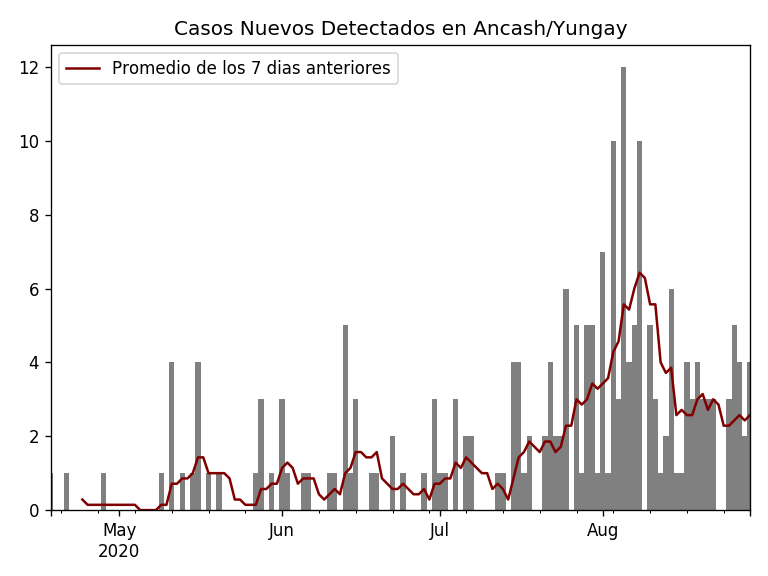 Casos Nuevos Detectados en Ancash/Yungay
Promedio de los 7 dias anteriores
12
10
8
6
4
2
0
May
2020
Jun
Jul
Aug